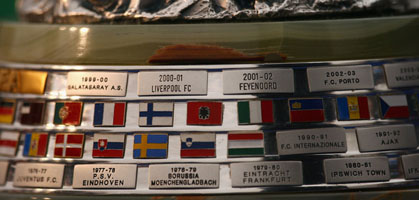 1999-00
GALATASARAY A.S.
2000-01
LIVERPOOL FC
2001-02
FEYENOORD
2002-03
F.C. PORTO
1990-91
F.C. INTERNAZIONALE
1991-92
AJAX
1976-77
JUVENTUS F.C.
1977-78
P.S.V.
EINDHOVEN
1978-79
BORUSSIA
MOENCHENGLADBACH
1979-80
EINTRACHT
FRANKFURT
1980-81
IPSWICH TOWN